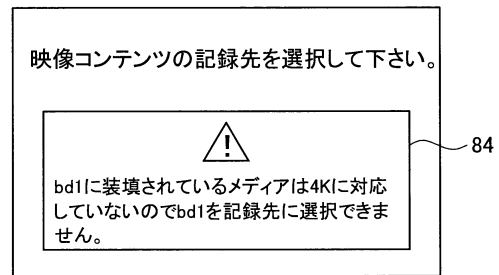 映像コンテンツの記録先を選択して下さい。
!
bd1に装填されているメディアは4Kに対応
していないのでbd1を記録先に選択できま
せん。
84